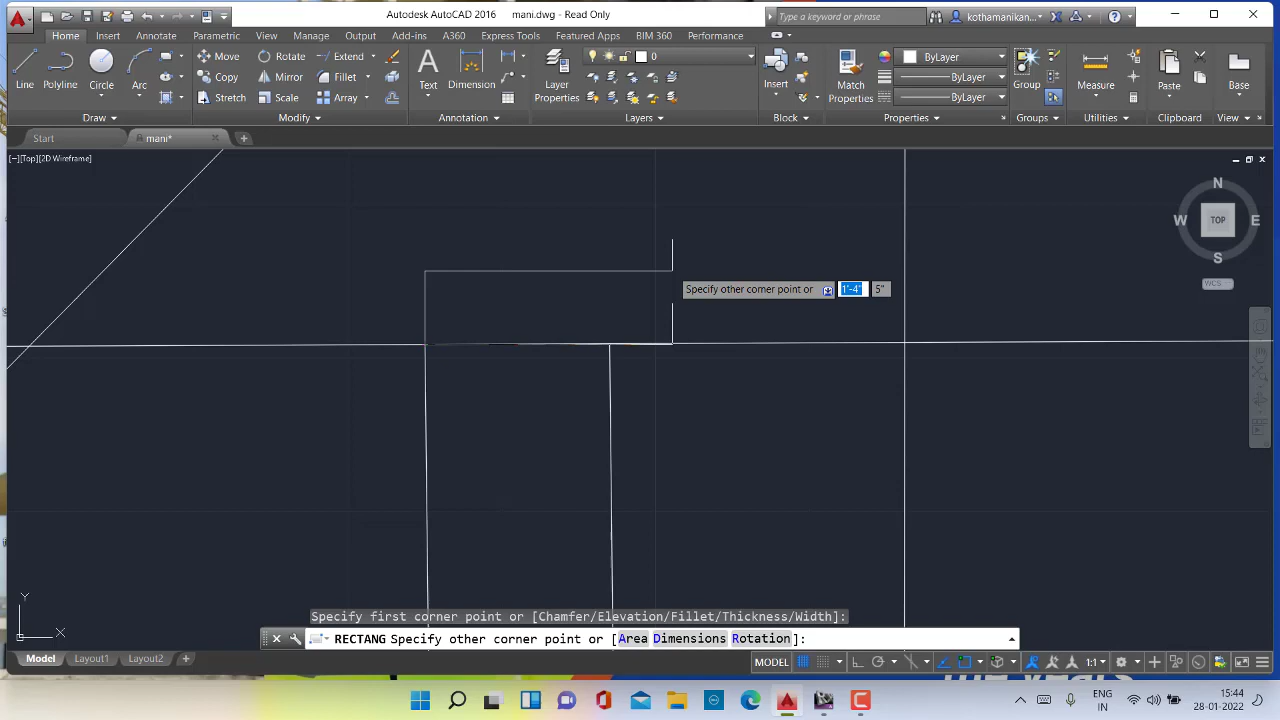 Autodesk AutoCAD 2016 mani.dwg - Read Only
Type a keyword or phrase
kothamanikan...
Home Insert Annotate Parametric View Manage Output Add-ins A360 Express Tools Featured Apps BIM 360 Performance
Line Polyline Circle Arc
Move Rotate Extend
Copy Mirror Fillet
Stretch Scale Array
Text Dimension
Layer Properties
0
Insert
Match Properties
ByLayer
ByLayer
ByLayer
Group
Measure
Paste
Base
Draw Modify Annotation Layers Block Properties Groups Utilities Clipboard View
Start mani*
[−][Top][2D Wireframe]
N
W TOP E
S
WCS
Specify other corner point or 1'-4" 5"
Y
X
Specify first corner point or [Chamfer/Elevation/Fillet/Thickness/Width]:
RECTANG Specify other corner point or [Area Dimensions Rotation]:
Model Layout1 Layout2
MODEL 1:1
the years
ENG
IN
15:44
28-01-2022